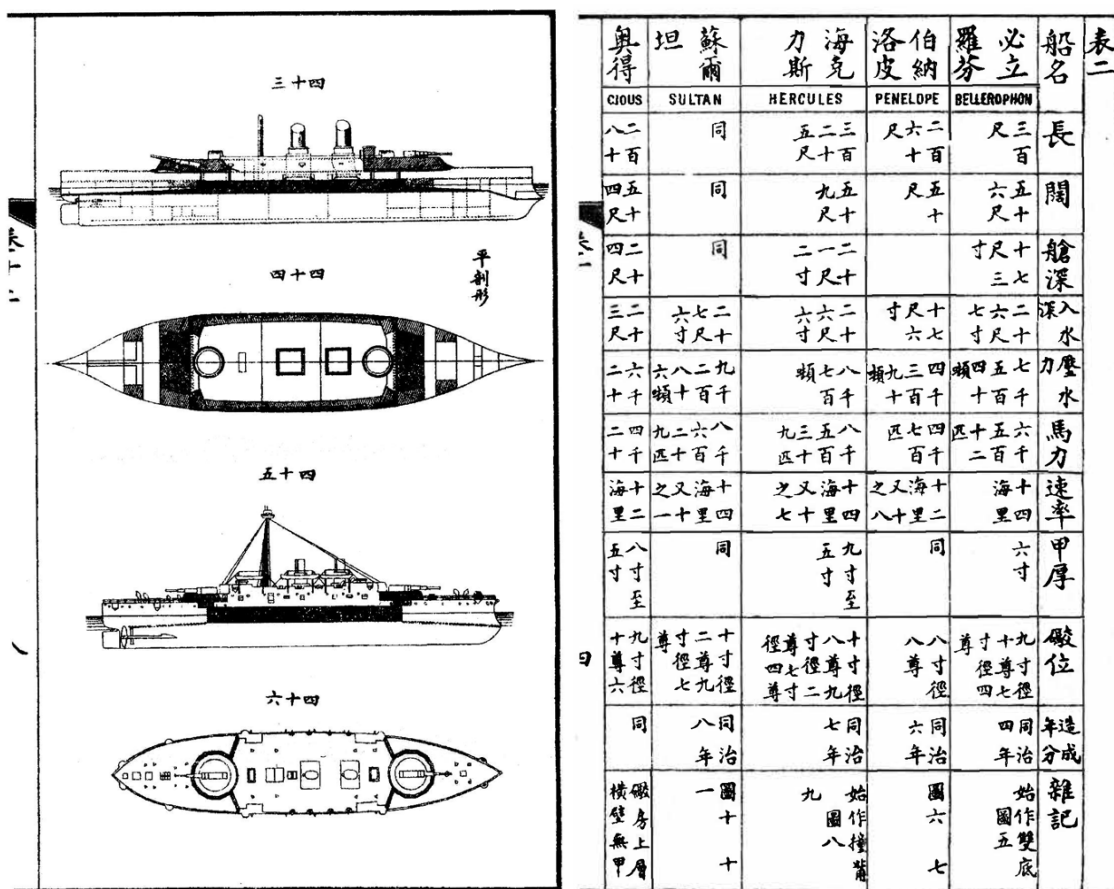 四十三
平剖形
四十四
四十五
四十六
表二
船名
長
闊
艙深
入水深
壓水力
馬力
速率
甲厚
礮位
造成年分
雜記
必立羅芬
BELLEROPHON
三百尺
五十六尺
十七尺三寸
二十六尺七寸
七千五百四十頓
六千五百十二匹
十四海里
六寸
九寸徑十尊七寸徑四尊
同治四年
始作雙底圖五
伯納洛皮
PENELOPE
二百六十尺
五十尺
十七尺六寸
四千三百九十頓
四千七百匹
十二海里又十之八
同
八寸徑八尊
同治六年
圖六七
海克力斯
HERCULES
三百二十五尺
五十九尺
二十一尺二寸
二十六尺六寸
八千七百頓
八千五百三十九匹
十四海里又十之七
九寸至五寸
十寸徑八尊九寸徑二尊七寸徑四尊
同治七年
始作撞觜圖八九
蘇爾坦
SULTAN
同
同
同
二十七尺六寸
九千二百八十六頓
八千六百二十九匹
十四海里又十之一
同
十寸徑二尊九寸徑七尊
同治八年
圖十十一
奧得
CIOUS
二百八十
五十四尺
二十四尺
二十三尺
六千二十
四千二十
十二海里
八寸至五寸
九寸徑十尊六
同
礮房上層橫壁無甲
四